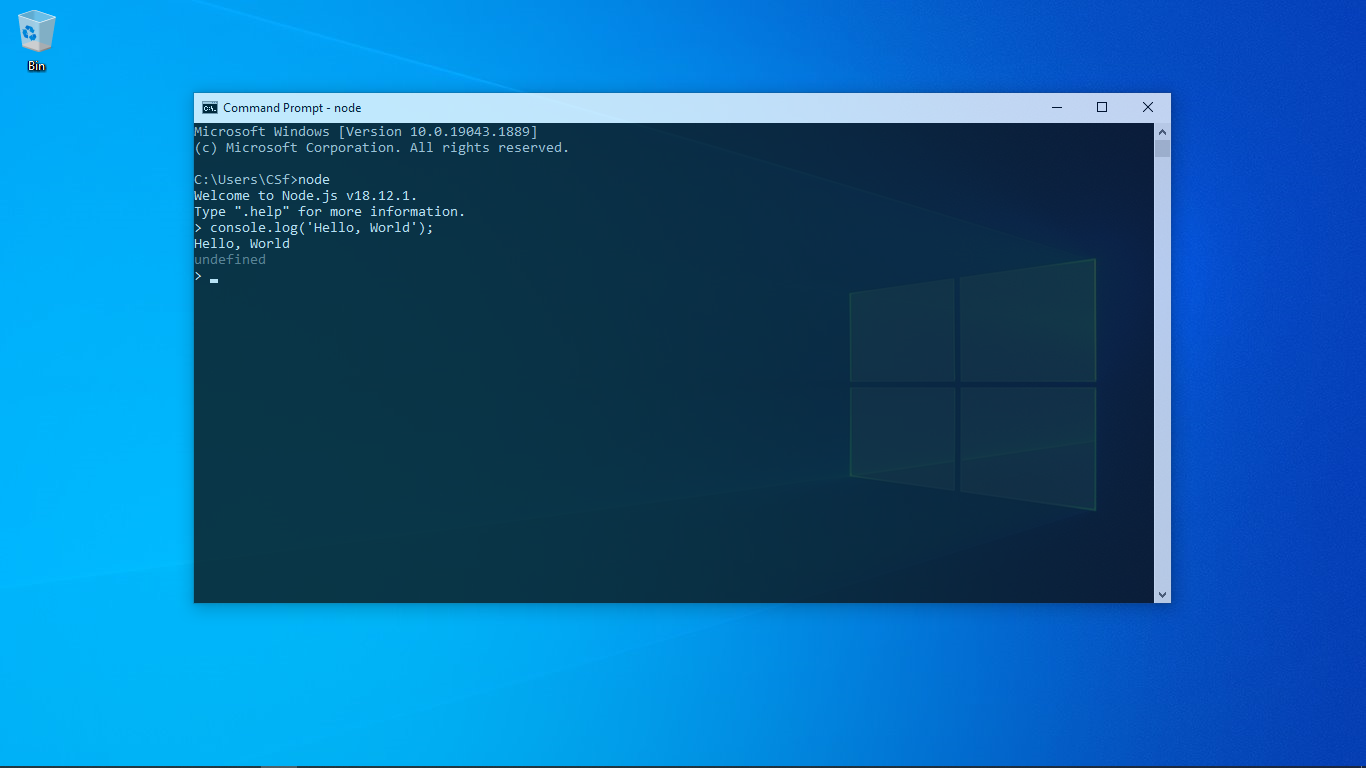 Bin
Command Prompt - node
Microsoft Windows [Version 10.0.19043.1889]
(c) Microsoft Corporation. All rights reserved.
C:\Users\CSf>node
Welcome to Node.js v18.12.1.
Type ".help" for more information.
> console.log('Hello, World');
Hello, World
undefined
>